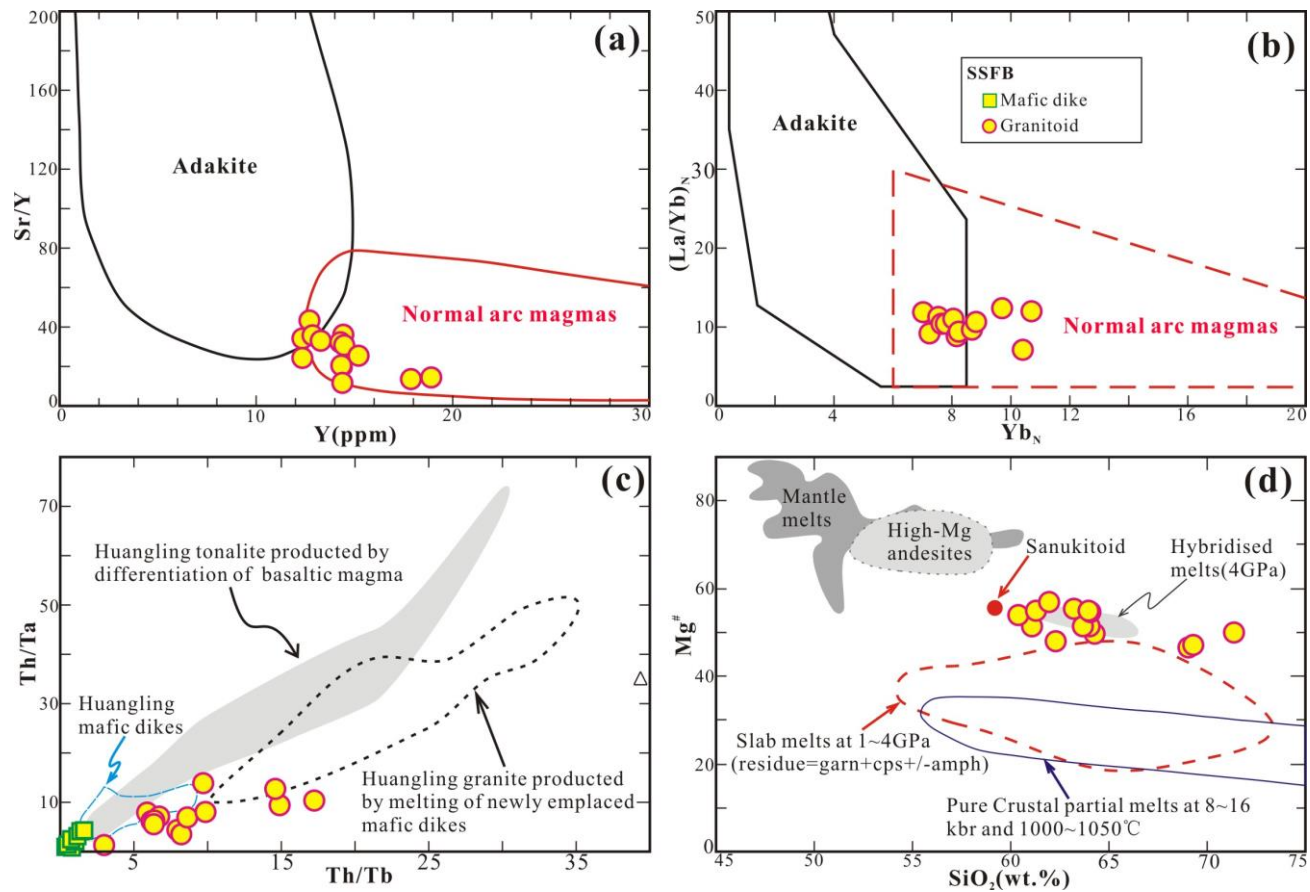 (a)
200
160
120
80
40
0
Sr/Y
Adakite
Normal arc magmas
0
10
20
30
Y(ppm)
(b)
50
40
30
20
10
0
(La/Yb)N
Adakite
SSFB
Mafic dike
Granitoid
Normal arc magmas
0
4
8
12
16
20
YbN
(c)
70
50
30
10
Th/Ta
Huangling tonalite producted by
differentiation of basaltic magma
Huangling
mafic dikes
Huangling granite producted
by melting of newly emplaced
mafic dikes
5
15
25
35
Th/Tb
(d)
80
60
40
20
0
Mg#
Mantle
melts
High-Mg
andesites
Sanukitoid
Hybridised
melts(4GPa)
Slab melts at 1~4GPa
(residue=garn+cps+/-amph)
Pure Crustal partial melts at 8~16
kbr and 1000~1050℃
45
50
55
60
65
70
75
SiO2(wt.%)